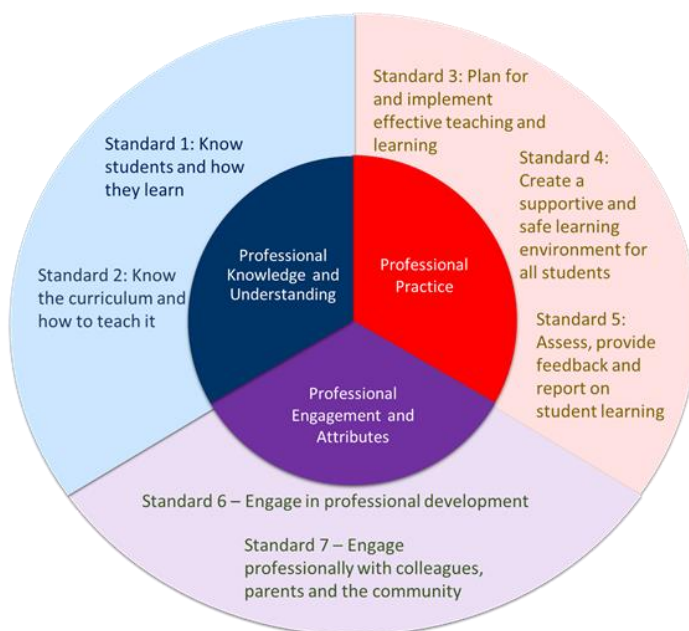 Standard 1: Know
students and how
they learn
Standard 2: Know
the curriculum and
how to teach it
Professional
Knowledge and
Understanding
Standard 3: Plan for
and implement
effective teaching and
learning
Standard 4:
Create a
supportive and
safe learning
environment for
all students
Standard 5:
Assess, provide
feedback and
report on
student learning
Professional
Practice
Professional
Engagement and
Attributes
Standard 6 – Engage in professional development
Standard 7 – Engage
professionally with colleagues,
parents and the community